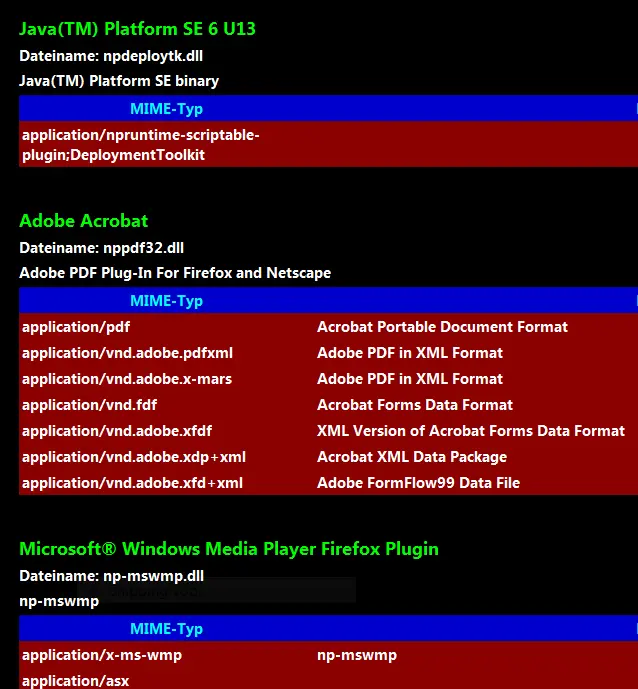 Java(TM) Platform SE 6 U13
Dateiname: npdeploytk.dll
Java(TM) Platform SE binary
MIME-Typ
application/npruntime-scriptable-
plugin;DeploymentToolkit
Adobe Acrobat
Dateiname: nppdf32.dll
Adobe PDF Plug-In For Firefox and Netscape
MIME-Typ
application/pdf Acrobat Portable Document Format
application/vnd.adobe.pdfxml Adobe PDF in XML Format
application/vnd.adobe.x-mars Adobe PDF in XML Format
application/vnd.fdf Acrobat Forms Data Format
application/vnd.adobe.xfdf XML Version of Acrobat Forms Data Format
application/vnd.adobe.xdp+xml Acrobat XML Data Package
application/vnd.adobe.xfd+xml Adobe FormFlow99 Data File
Microsoft® Windows Media Player Firefox Plugin
Dateiname: np-mswmp.dll
np-mswmp
MIME-Typ
application/x-ms-wmp np-mswmp
application/asx